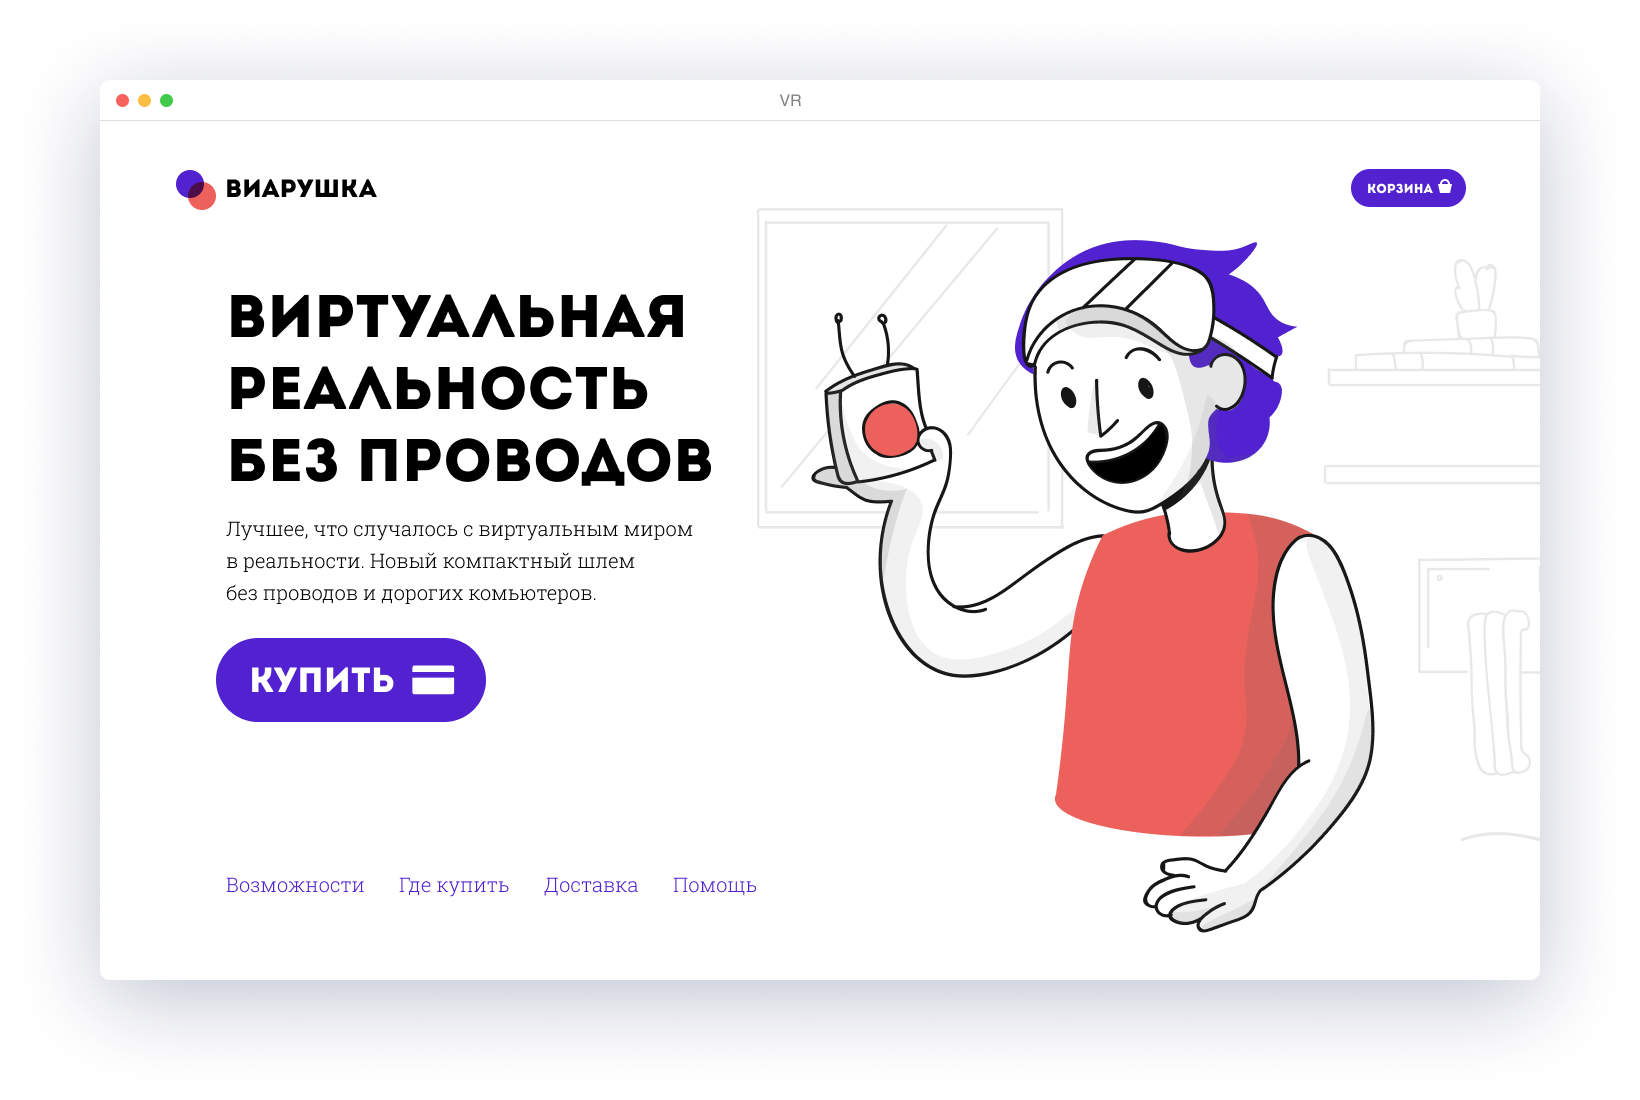 VR
ВИАРУШКА
КОРЗИНА
ВИРТУАЛЬНАЯ
РЕАЛЬНОСТЬ
БЕЗ ПРОВОДОВ
Лучшее, что случалось с виртуальным миром
в реальности. Новый компактный шлем
без проводов и дорогих комьютеров.
КУПИТЬ
Возможности Где купить Доставка Помощь